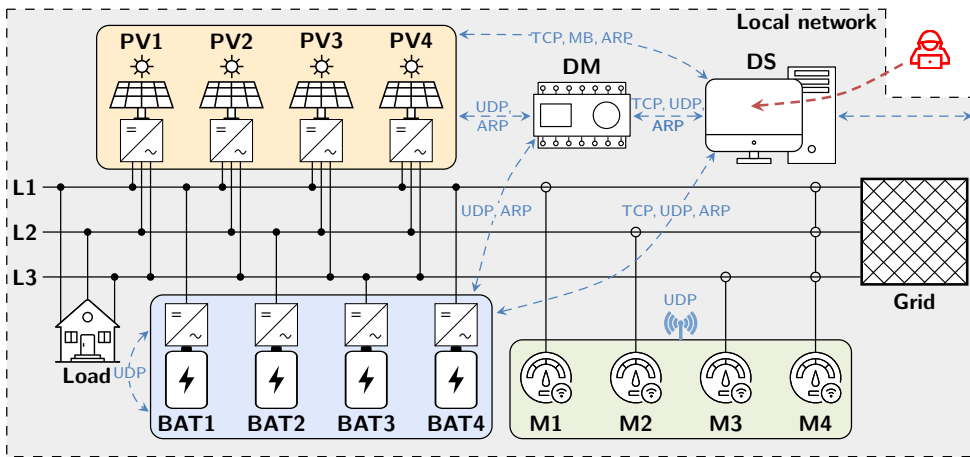 Local network
PV1 PV2 PV3 PV4
TCP, MB, ARP
DM
DS
UDP,
ARP
TCP, UDP,
ARP
L1
UDP, ARP
TCP, UDP, ARP
L2
L3
Grid
UDP
Load
UDP
BAT1 BAT2 BAT3 BAT4
M1 M2 M3 M4